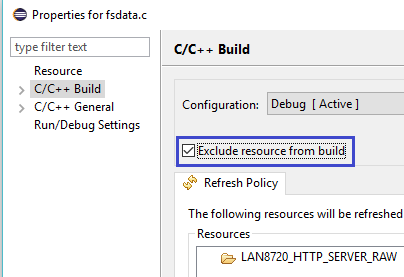 Properties for fsdata.c
type filter text
Resource
C/C++ Build
C/C++ General
Run/Debug Settings
C/C++ Build
Configuration: Debug [ Active ]
Exclude resource from build
Refresh Policy
The following resources will be refreshed
Resources
LAN8720_HTTP_SERVER_RAW